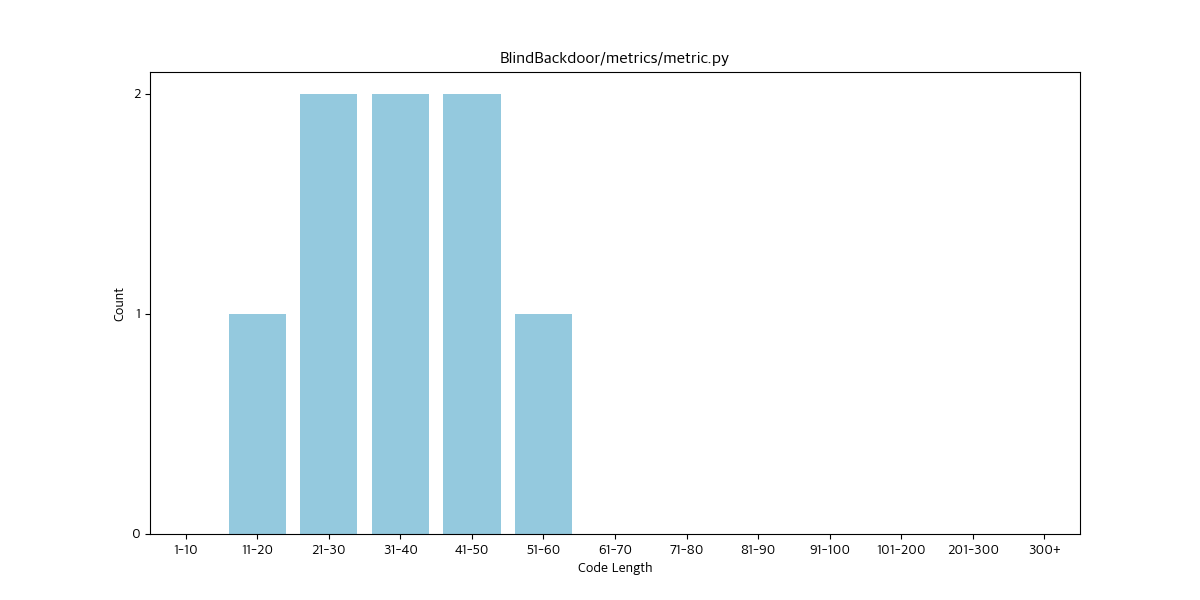 BlindBackdoor/metrics/metric.py
Count
2
1
0
1-10 11-20 21-30 31-40 41-50 51-60 61-70 71-80 81-90 91-100 101-200 201-300 300+
Code Length